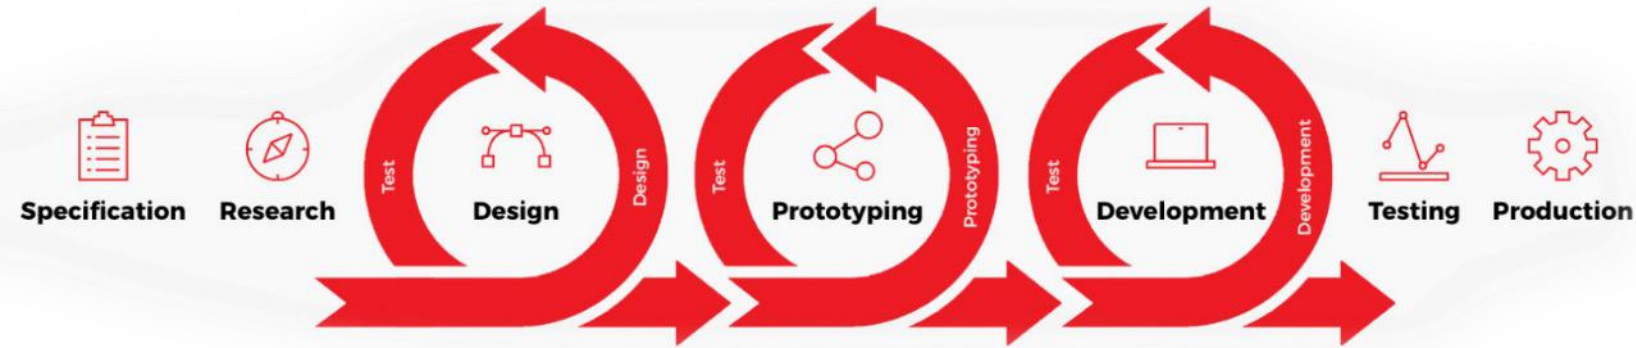 Specification
Research
Test
Design
Design
Test
Prototyping
Prototyping
Test
Development
Development
Testing
Production